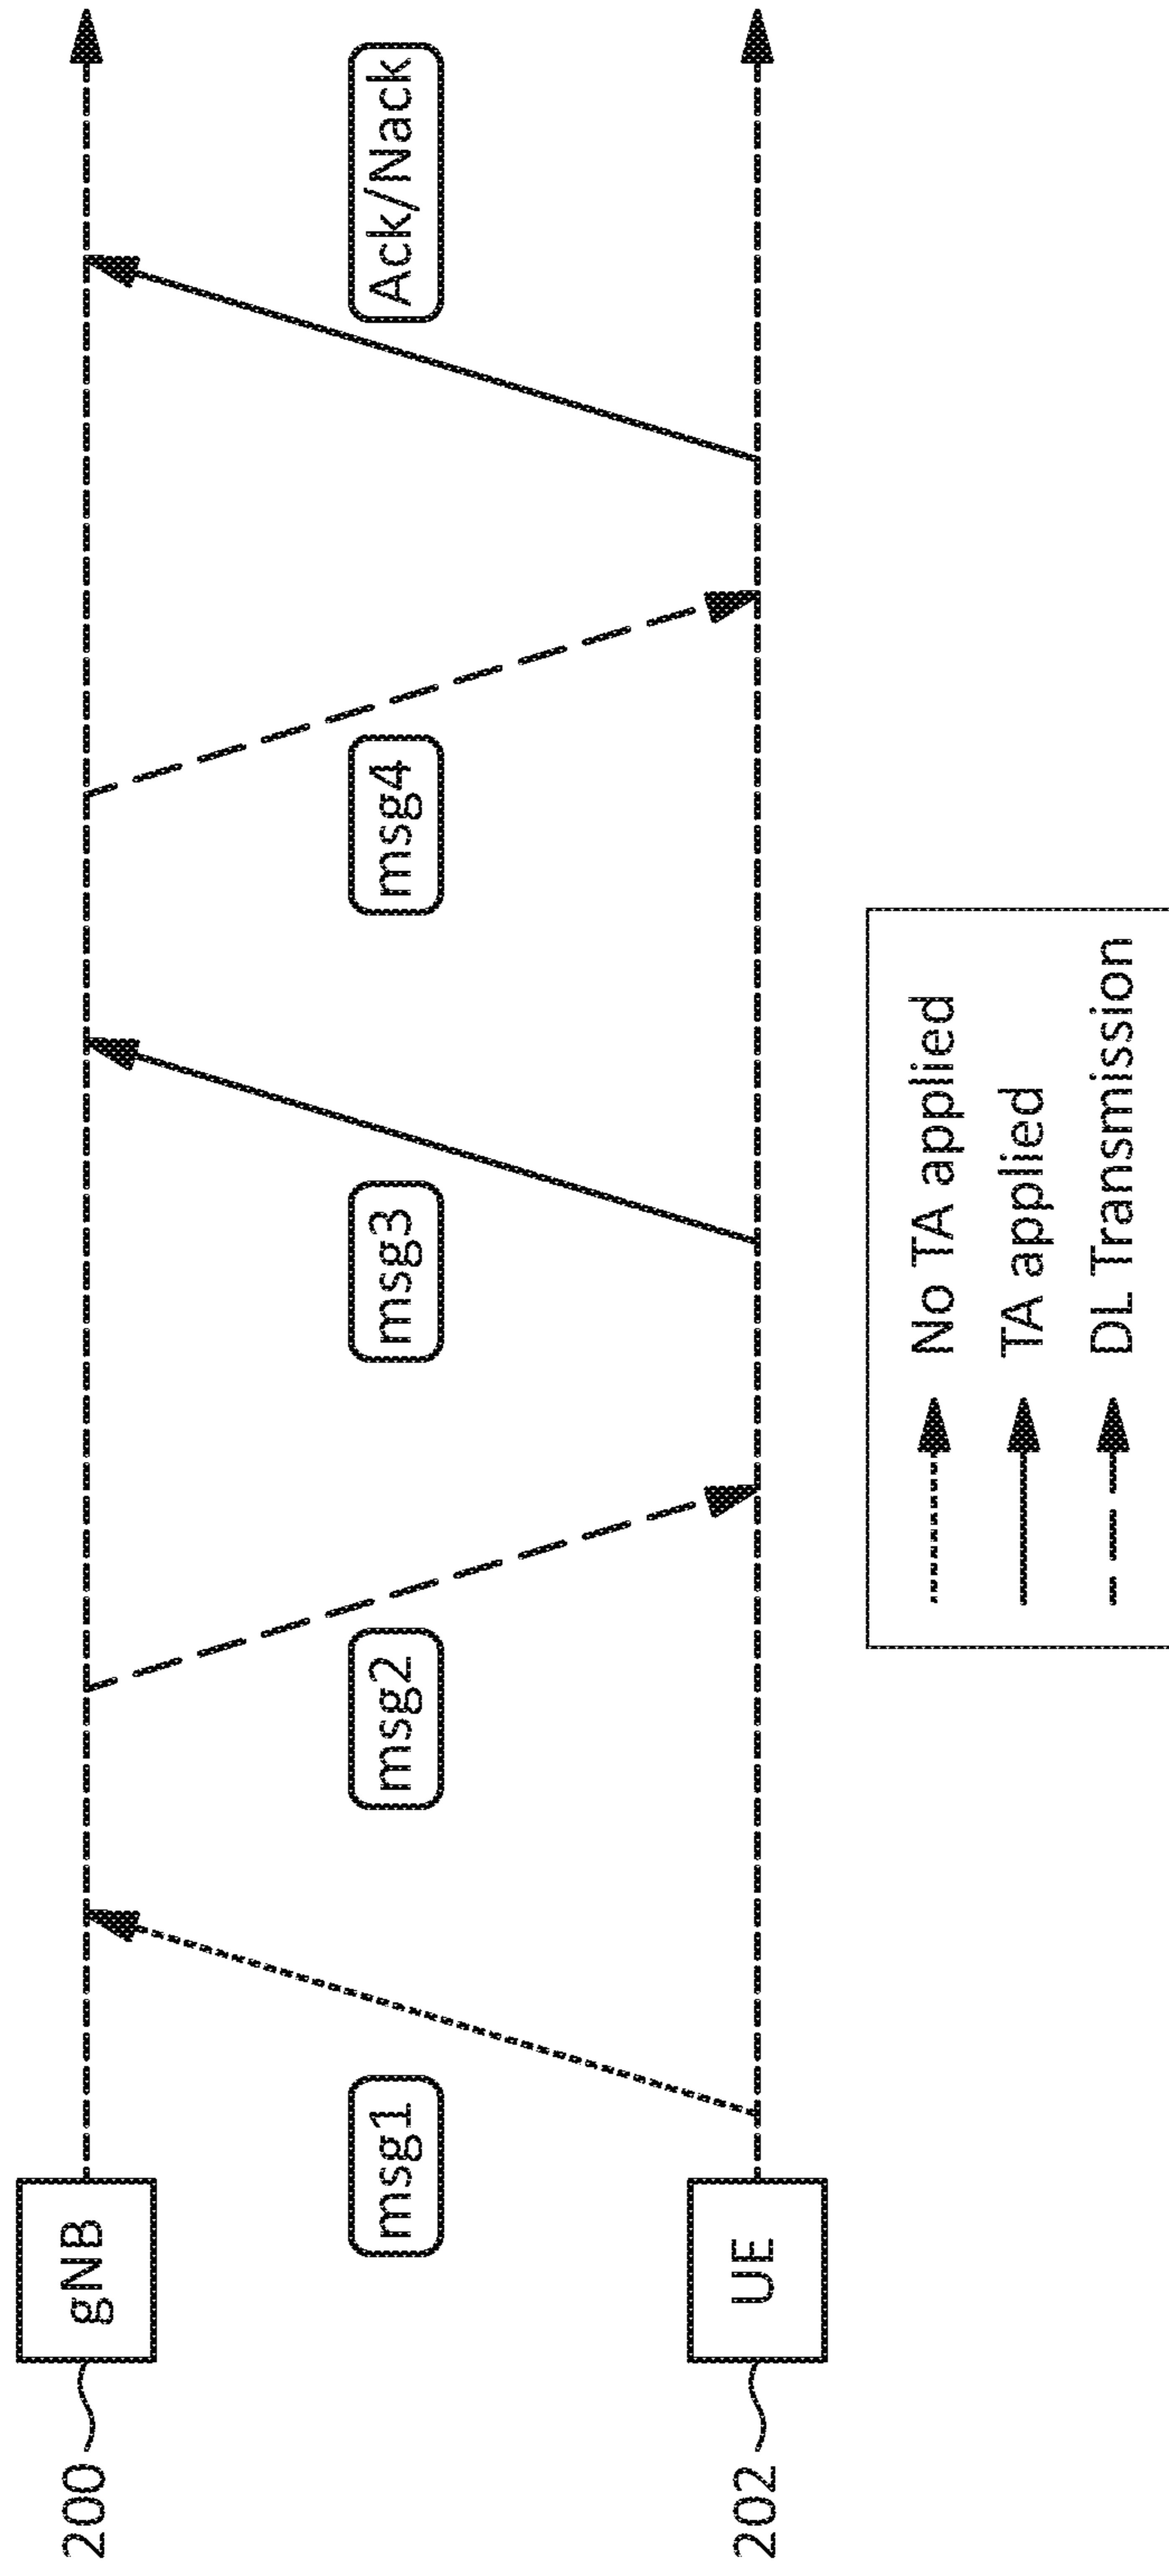 200
gNB
202
UE
msg1
msg2
msg3
msg4
Ack/Nack
No TA applied
TA applied
DL Transmission